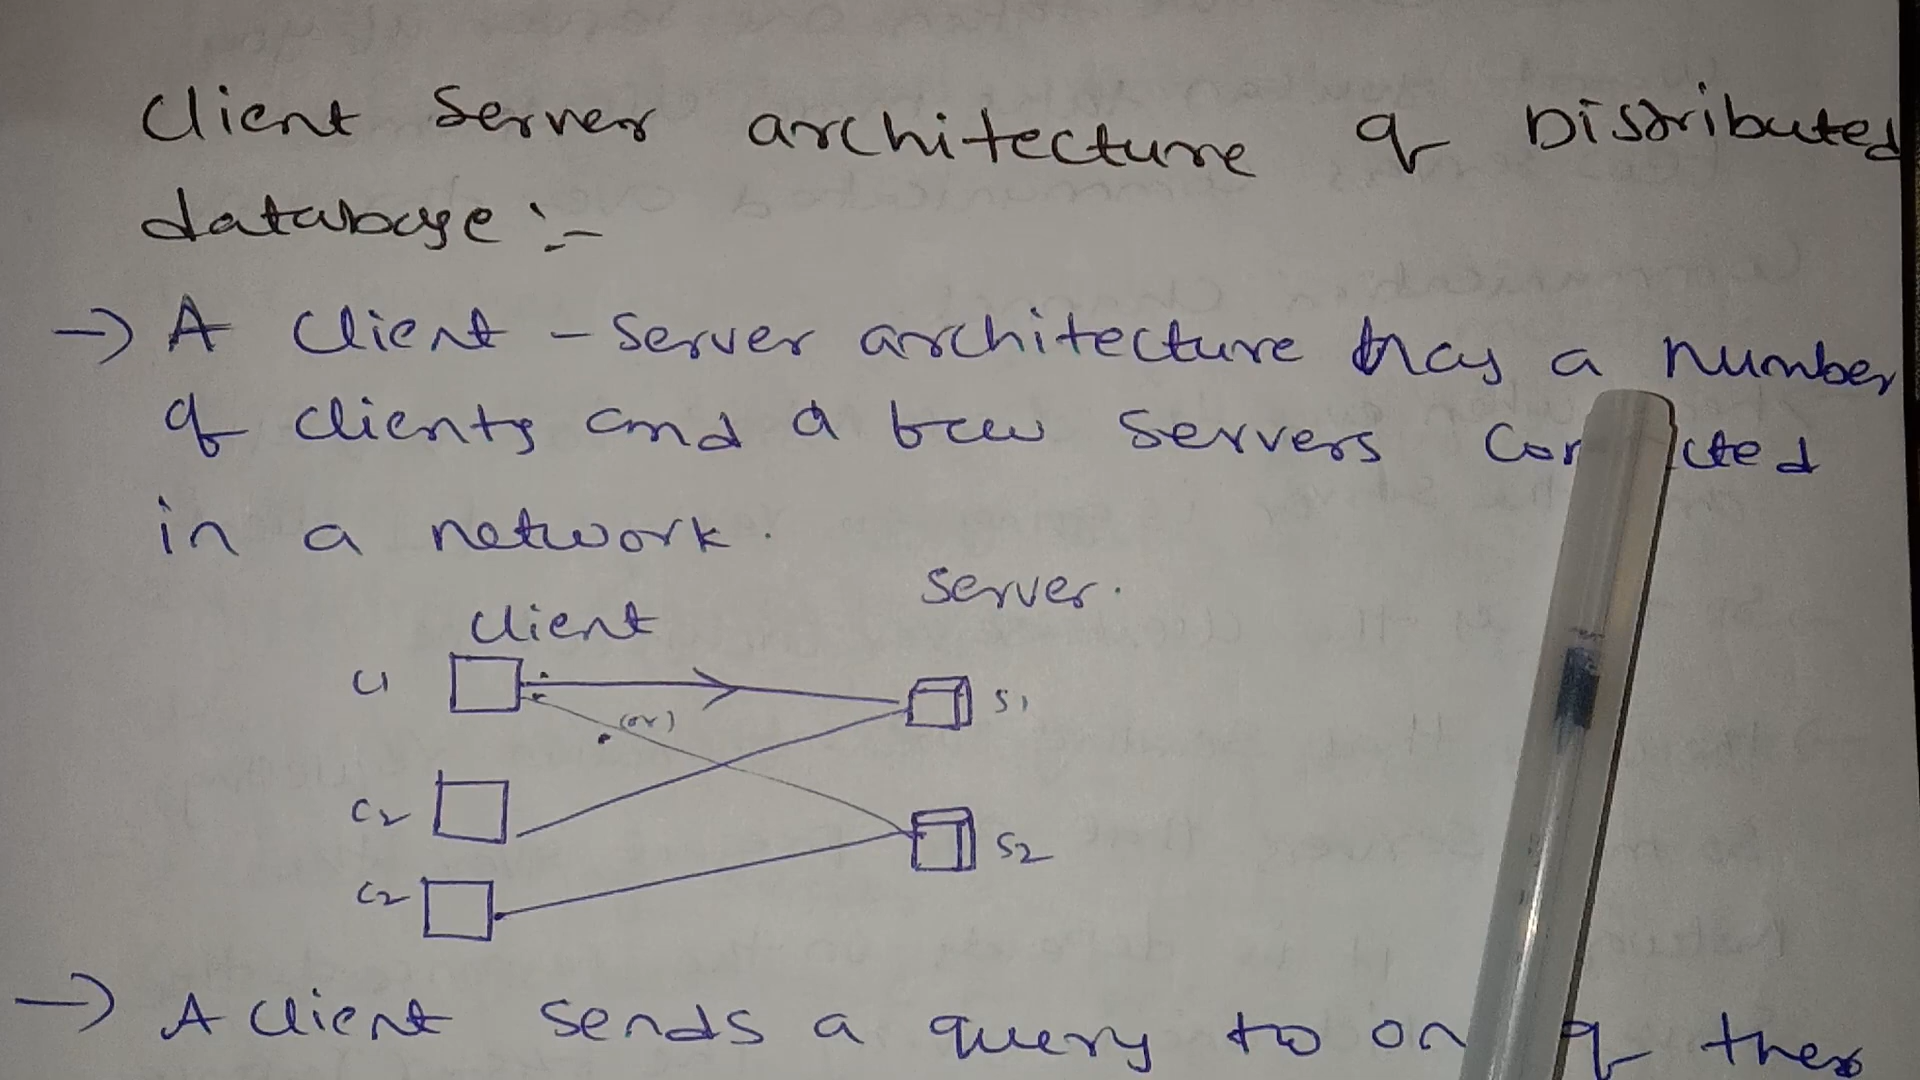 Client Server architecture of Distributed
database :-
→ A Client - Server architecture has a number
of clients and a few servers
in a network.
Server.
client
C1
S1
(or)
C2
S2
C2
→ A client sends a query to of